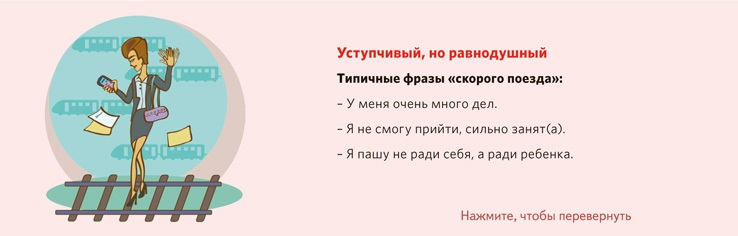 Уступчивый, но равнодушный
Типичные фразы «скорого поезда»:
– У меня очень много дел.
– Я не смогу прийти, сильно занят(а).
– Я пашу не ради себя, а ради ребенка.
Нажмите, чтобы перевернуть